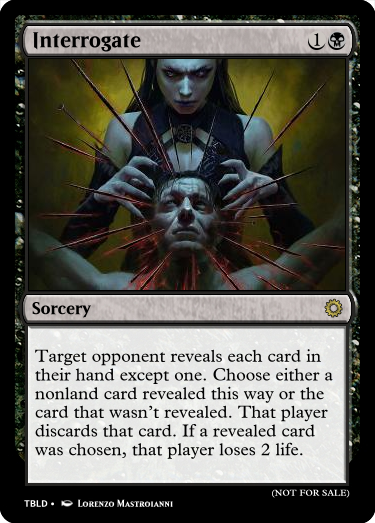 Interrogate 1
Sorcery
Target opponent reveals each card in
their hand except one. Choose either a
nonland card revealed this way or the
card that wasn't revealed. That player
discards that card. If a revealed card
was chosen, that player loses 2 life.
(NOT FOR SALE)
TBLD • Lorenzo Mastroianni